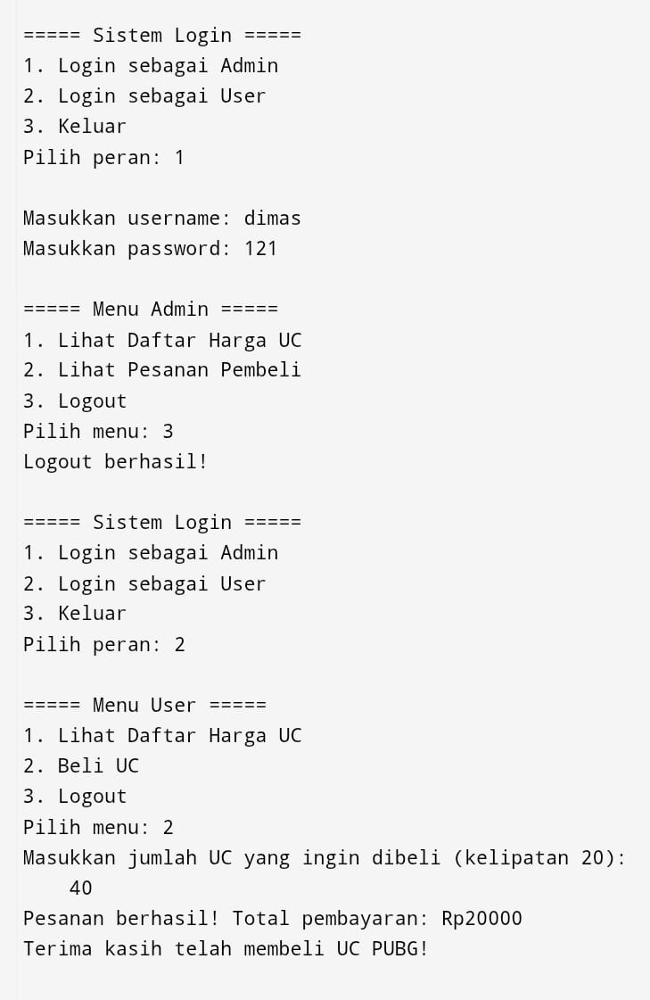 ===== Sistem Login =====
1. Login sebagai Admin
2. Login sebagai User
3. Keluar
Pilih peran: 1
Masukkan username: dimas
Masukkan password: 121
===== Menu Admin =====
1. Lihat Daftar Harga UC
2. Lihat Pesanan Pembeli
3. Logout
Pilih menu: 3
Logout berhasil!
===== Sistem Login =====
1. Login sebagai Admin
2. Login sebagai User
3. Keluar
Pilih peran: 2
===== Menu User =====
1. Lihat Daftar Harga UC
2. Beli UC
3. Logout
Pilih menu: 2
Masukkan jumlah UC yang ingin dibeli (kelipatan 20):
40
Pesanan berhasil! Total pembayaran: Rp20000
Terima kasih telah membeli UC PUBG!